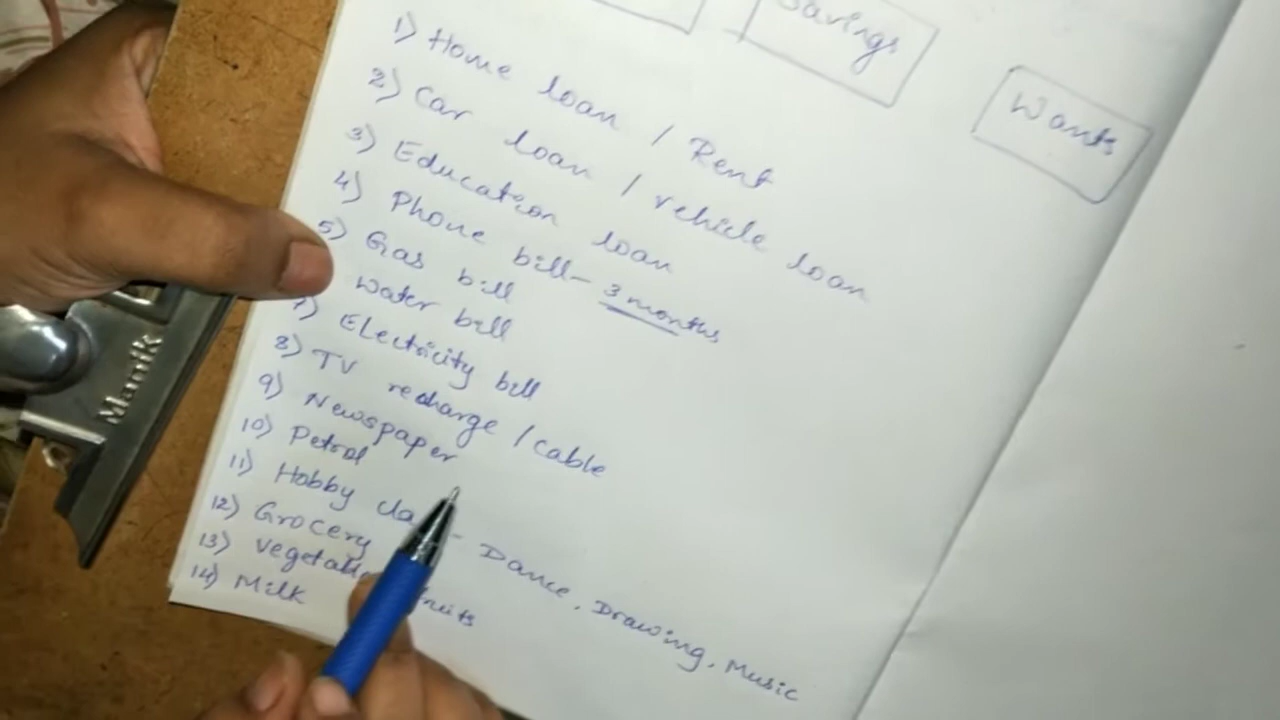 Savings
Wants
1) Home loan / Rent
2) Car loan / vehicle loan
3) Education loan
4) Phone bill - 3 months
5) Gas bill
Water bill
7) Electricity bill
8) TV recharge / cable
9) Newspaper
10) Petrol
11) Hobby - Dance, Drawing, Music
12) Grocery
13) fruits
14) Milk
Manik